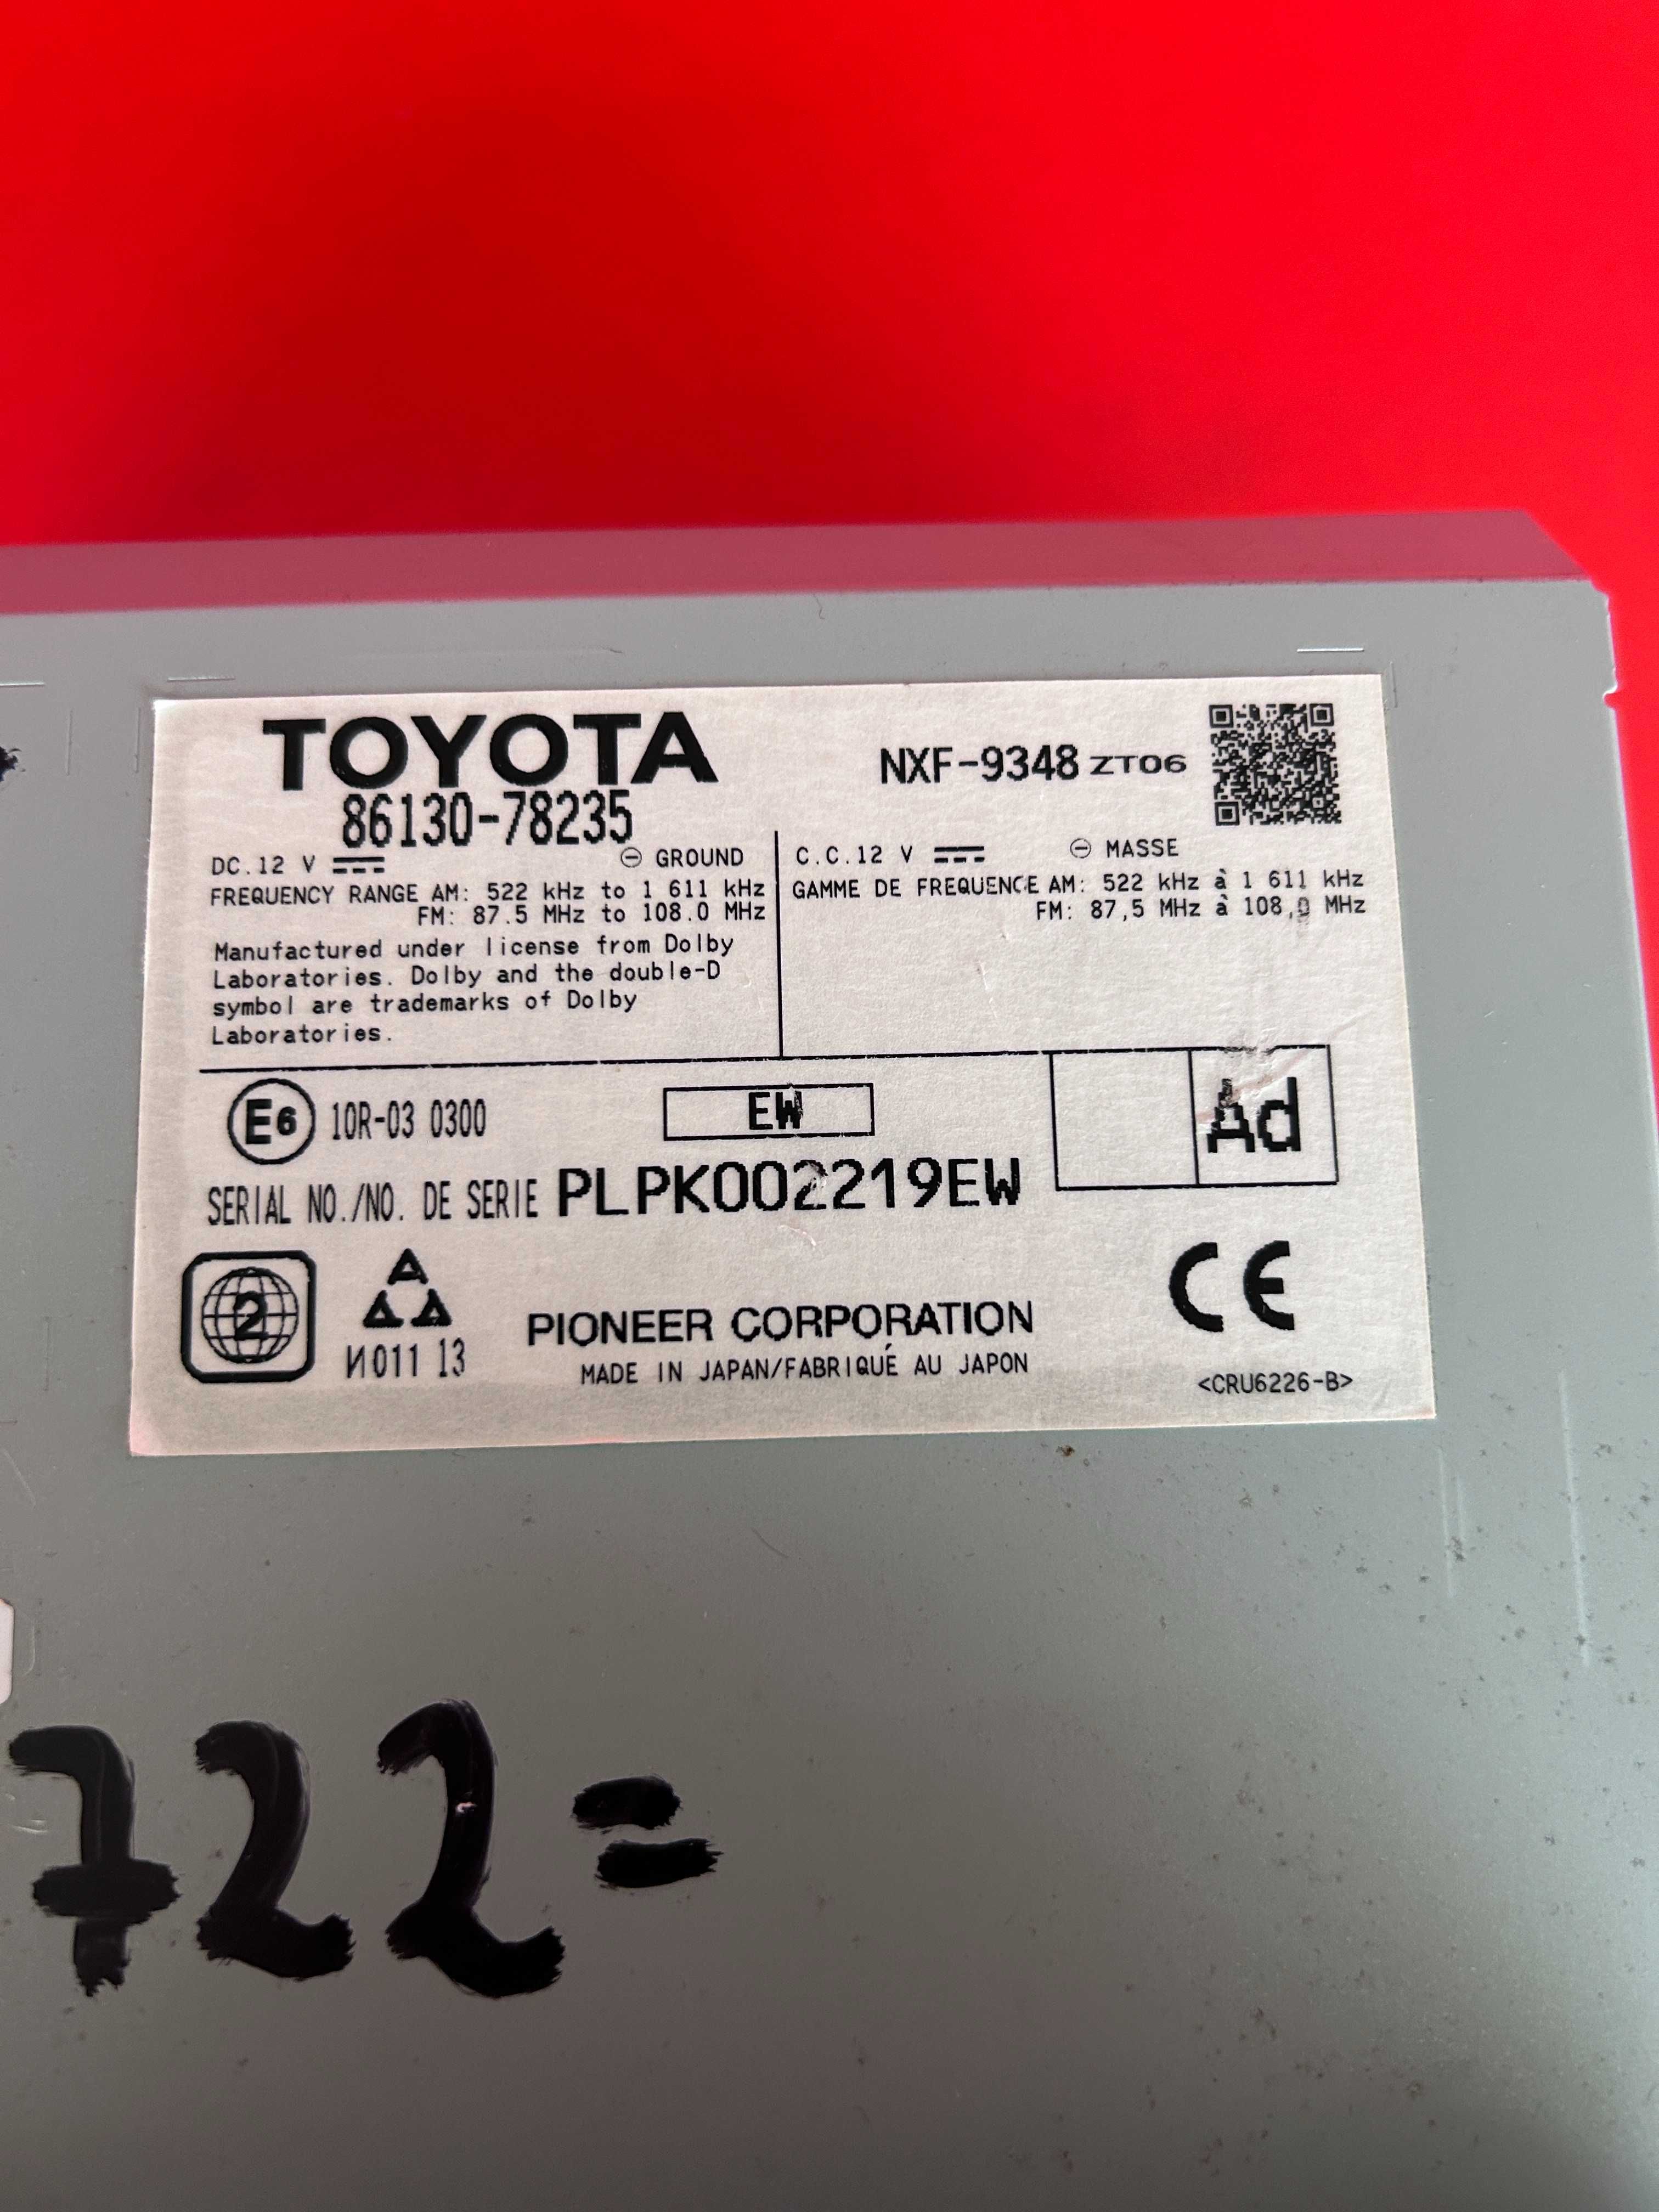 TOYOTA
86130-78235
NXF-9348 ZT06
DC.12 V
⊖ GROUND
FREQUENCY RANGE AM: 522 kHz to 1 611 kHz
FM: 87.5 MHz to 108.0 MHz
Manufactured under license from Dolby
Laboratories. Dolby and the double-D
symbol are trademarks of Dolby
Laboratories.
C.C.12 V
⊖ MASSE
GAMME DE FREQUENCE AM: 522 kHz à 1 611 kHz
FM: 87,5 MHz à 108,0 MHz
E6 10R-03 0300
EW
Ad
SERIAL NO./NO. DE SERIE PLPK002219EW
2
И011 13
PIONEER CORPORATION
MADE IN JAPAN/FABRIQUÉ AU JAPON
CE
<CRU6226-B>
722=